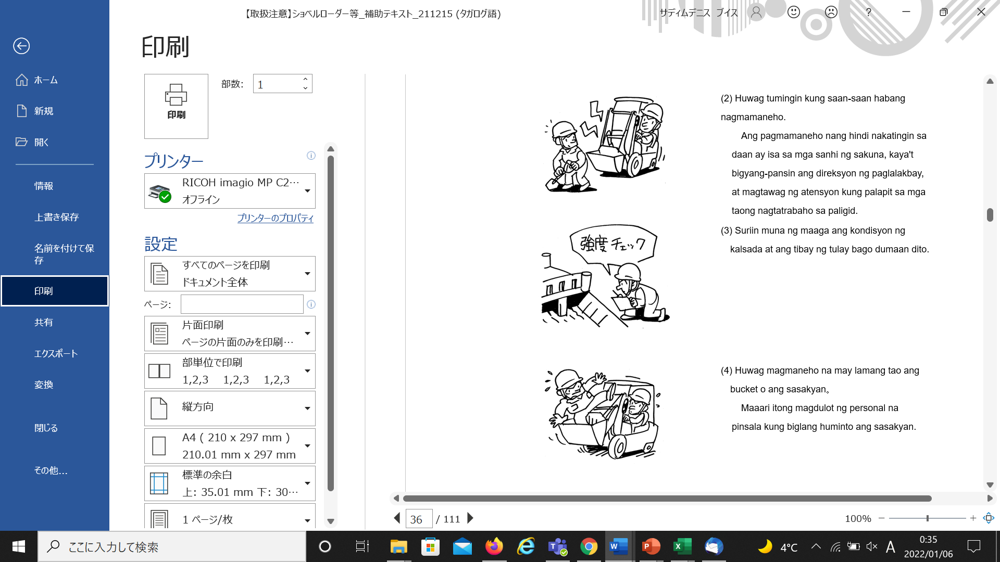 【取扱注意】ショベルローダー等_補助テキスト_211215 (タガログ語)
サディムデニス ブイス
?
印刷
ホーム
新規
開く
情報
上書き保存
名前を付けて保
存
印刷
共有
エクスポート
変換
閉じる
その他...
印刷
部数:
1
プリンター
RICOH imagio MP C2…
オフライン
プリンターのプロパティ
設定
すべてのページを印刷
ドキュメント全体
ページ:
片面印刷
ページの片面のみを印刷…
部単位で印刷
1,2,3 1,2,3 1,2,3
縦方向
A4 ( 210 x 297 mm )
210.01 mm x 297 mm
標準の余白
上: 35.01 mm 下: 30…
1 ページ/枚
(2) Huwag tumingin kung saan-saan habang
nagmamaneho.
Ang pagmamaneho nang hindi nakatingin sa
daan ay isa sa mga sanhi ng sakuna, kaya't
bigyang-pansin ang direksyon ng paglalakbay,
at magtawag ng atensyon kung palapit sa mga
taong nagtatrabaho sa paligid.
(3) Suriin muna ng maaga ang kondisyon ng
kalsada at ang tibay ng tulay bago dumaan dito.
強度チェック
(4) Huwag magmaneho na may lamang tao ang
bucket o ang sasakyan。
Maaari itong magdulot ng personal na
pinsala kung biglang huminto ang sasakyan.
36 / 111
100%
ここに入力して検索
4°C
A
0:35
2022/01/06